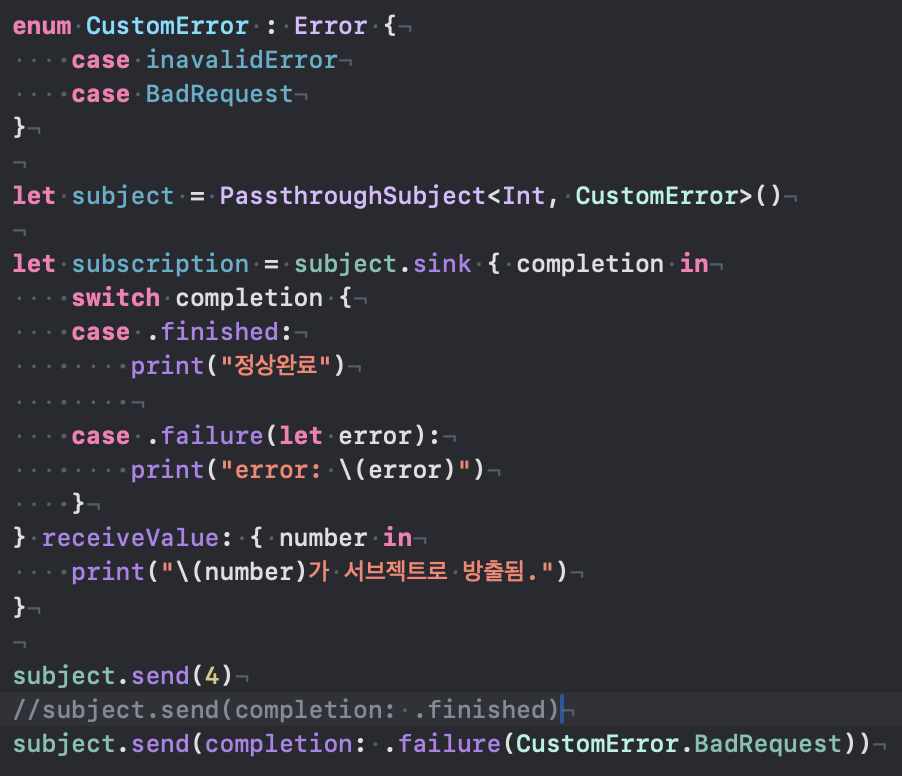 enum CustomError : Error {
    case inavalidError
    case BadRequest
}

let subject = PassthroughSubject<Int, CustomError>()

let subscription = subject.sink { completion in
    switch completion {
    case .finished:
        print("정상완료")
        
    case .failure(let error):
        print("error: \(error)")
    }
} receiveValue: { number in
    print("\(number)가 서브젝트로 방출됨.")
}

subject.send(4)
//subject.send(completion: .finished)
subject.send(completion: .failure(CustomError.BadRequest))